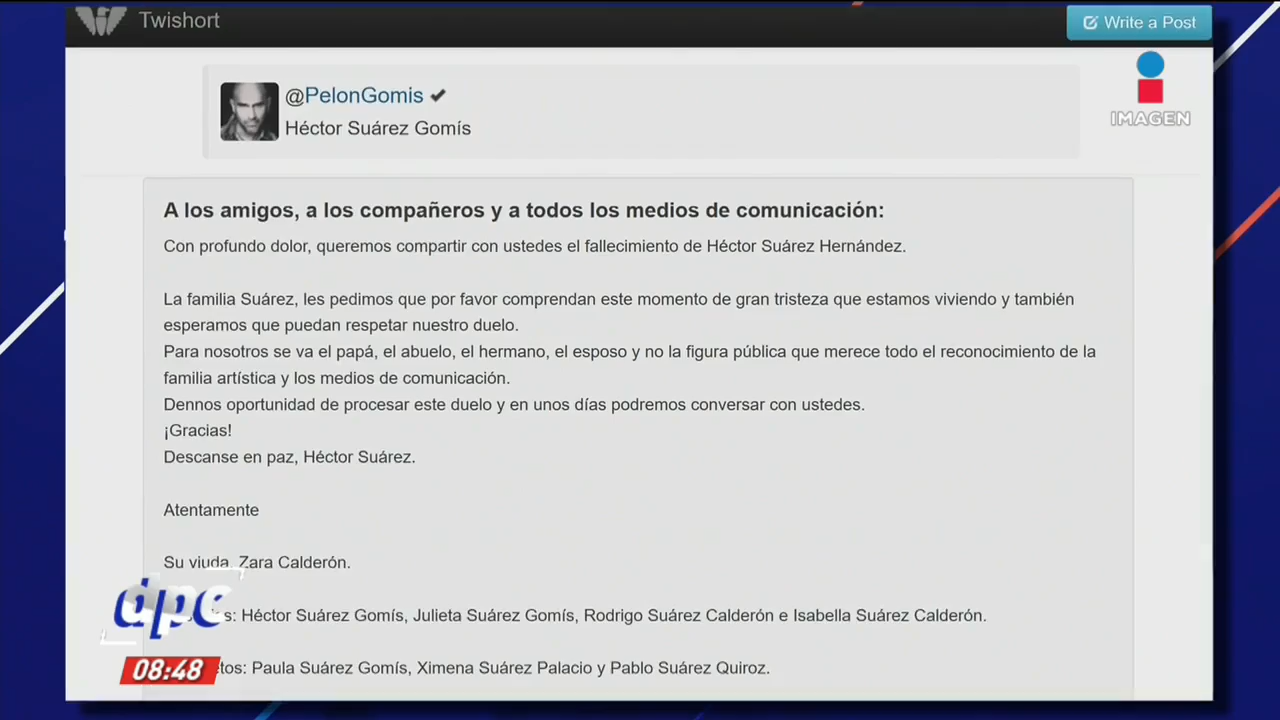 Twishort
Write a Post
@PelonGomis
Héctor Suárez Gomís
IMAGEN
A los amigos, a los compañeros y a todos los medios de comunicación:
Con profundo dolor, queremos compartir con ustedes el fallecimiento de Héctor Suárez Hernández.
La familia Suárez, les pedimos que por favor comprendan este momento de gran tristeza que estamos viviendo y también
esperamos que puedan respetar nuestro duelo.
Para nosotros se va el papá, el abuelo, el hermano, el esposo y no la figura pública que merece todo el reconocimiento de la
familia artística y los medios de comunicación.
Dennos oportunidad de procesar este duelo y en unos días podremos conversar con ustedes.
¡Gracias!
Descanse en paz, Héctor Suárez.
Atentamente
Su viuda, Zara Calderón.
: Héctor Suárez Gomís, Julieta Suárez Gomís, Rodrigo Suárez Calderón e Isabella Suárez Calderón.
dpc
: Paula Suárez Gomís, Ximena Suárez Palacio y Pablo Suárez Quiroz.
08:48